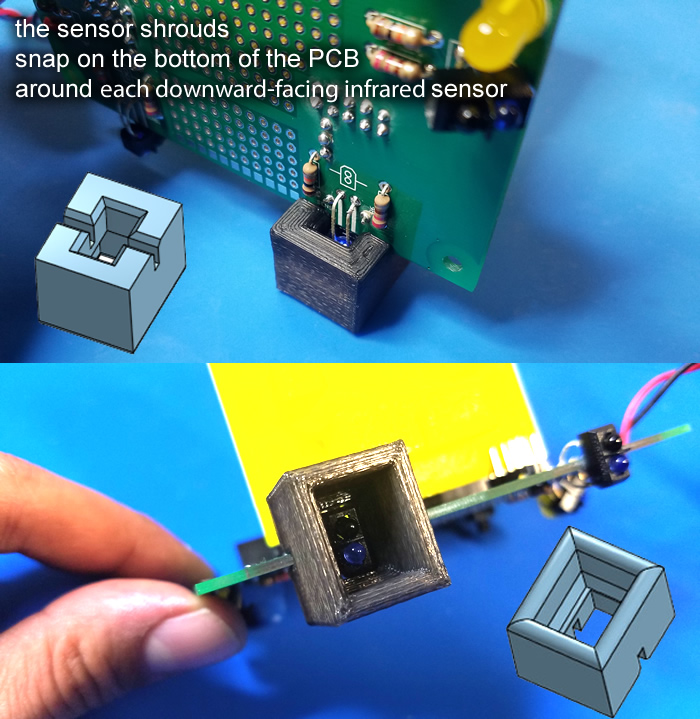 the sensor shrouds
snap on the bottom of the PCB
around each downward-facing infrared sensor
8